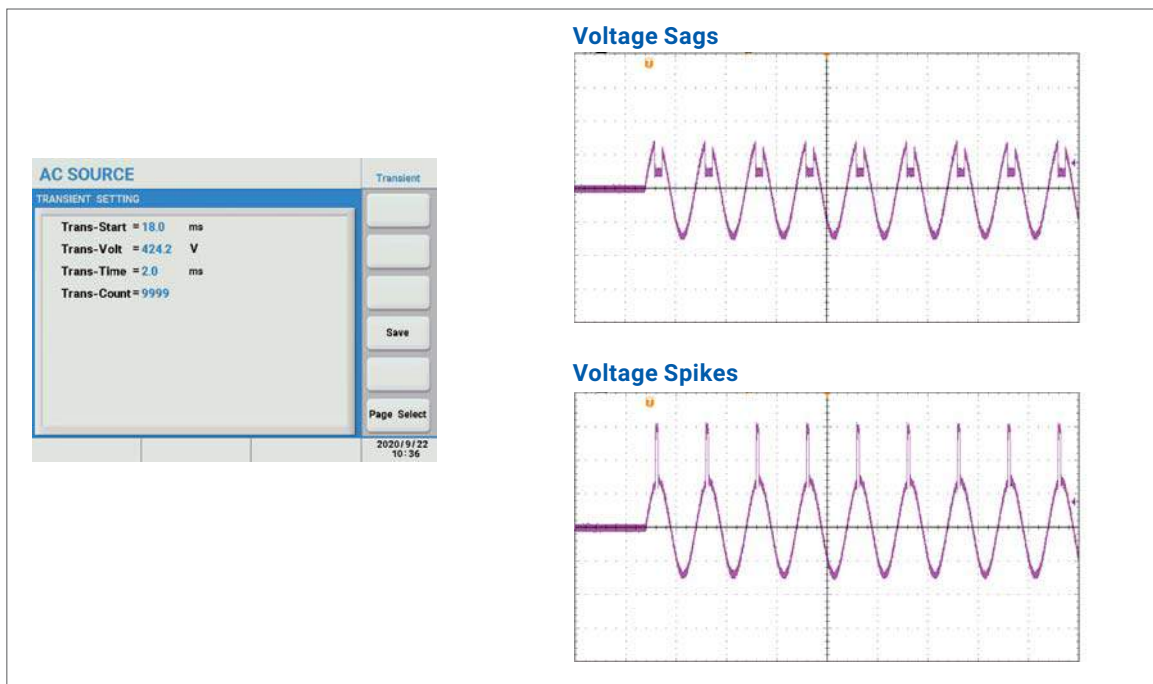 AC SOURCE
Transient
TRANSIENT SETTING
Trans-Start = 18.0 ms
Trans-Volt = 424.2 V
Trans-Time = 2.0 ms
Trans-Count= 9999
Save
Page Select
2020/9/22
10:36
Voltage Sags
T
Voltage Spikes
T